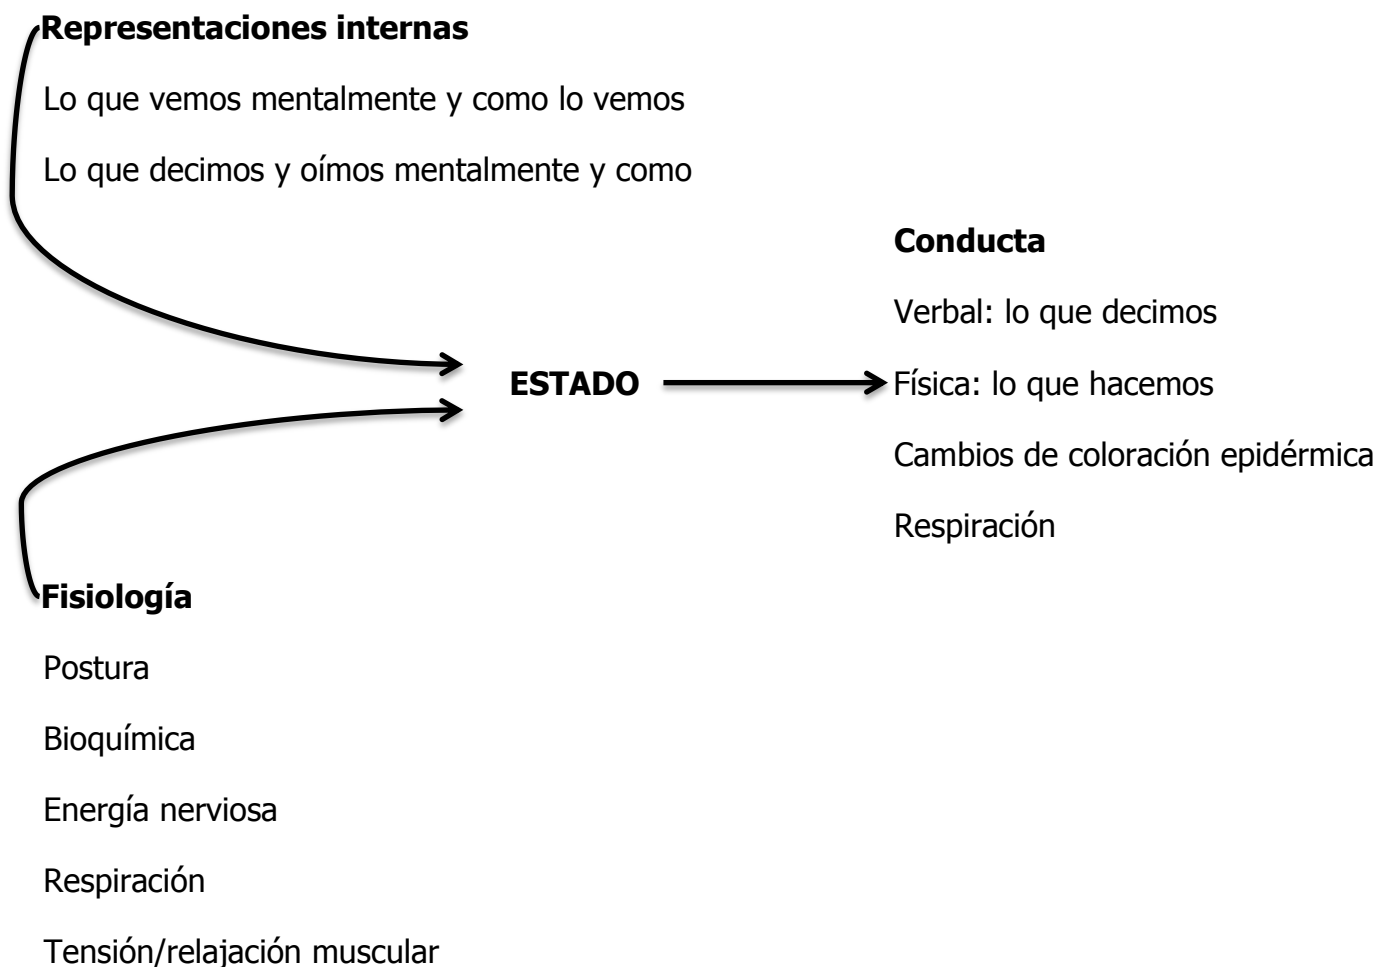 Representaciones internas
Lo que vemos mentalmente y como lo vemos
Lo que decimos y oímos mentalmente y como
Conducta
Verbal: lo que decimos
ESTADO
Física: lo que hacemos
Cambios de coloración epidérmica
Respiración
Fisiología
Postura
Bioquímica
Energía nerviosa
Respiración
Tensión/relajación muscular